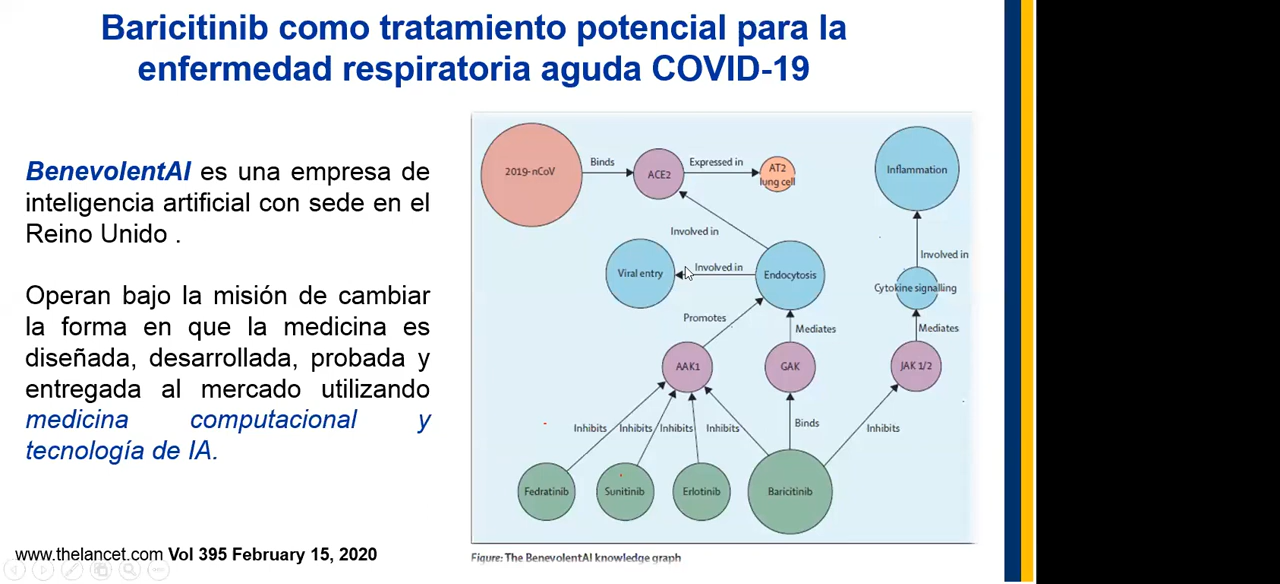 Baricitinib como tratamiento potencial para la
enfermedad respiratoria aguda COVID-19
BenevolentAI es una empresa de
inteligencia artificial con sede en el
Reino Unido .
Operan bajo la misión de cambiar
la forma en que la medicina es
diseñada, desarrollada, probada y
entregada al mercado utilizando
medicina computacional y
tecnología de IA.
www.thelancet.com Vol 395 February 15, 2020
2019-nCoV
Binds
ACE2
Expressed in
AT2
lung cell
Inflammation
Involved in
Viral entry
Involved in
Endocytosis
Involved in
Cytokine signalling
Promotes
Mediates
Mediates
AAK1
GAK
JAK 1/2
Inhibits
Inhibits
Inhibits
Inhibits
Binds
Inhibits
Fedratinib
Sunitinib
Erlotinib
Baricitinib
Figure: The BenevolentAI knowledge graph